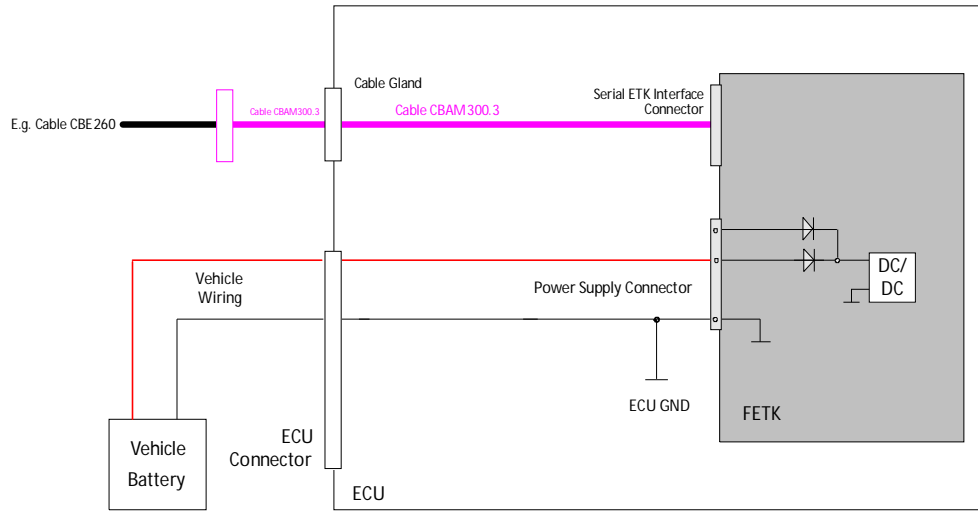 Cable Gland
Serial ETK Interface
Connector
E.g. Cable CBE260
Cable CBAM300.3
Cable CBAM300.3
Vehicle
Wiring
Power Supply Connector
DC/
DC
ECU GND
FETK
Vehicle
Battery
ECU
Connector
ECU